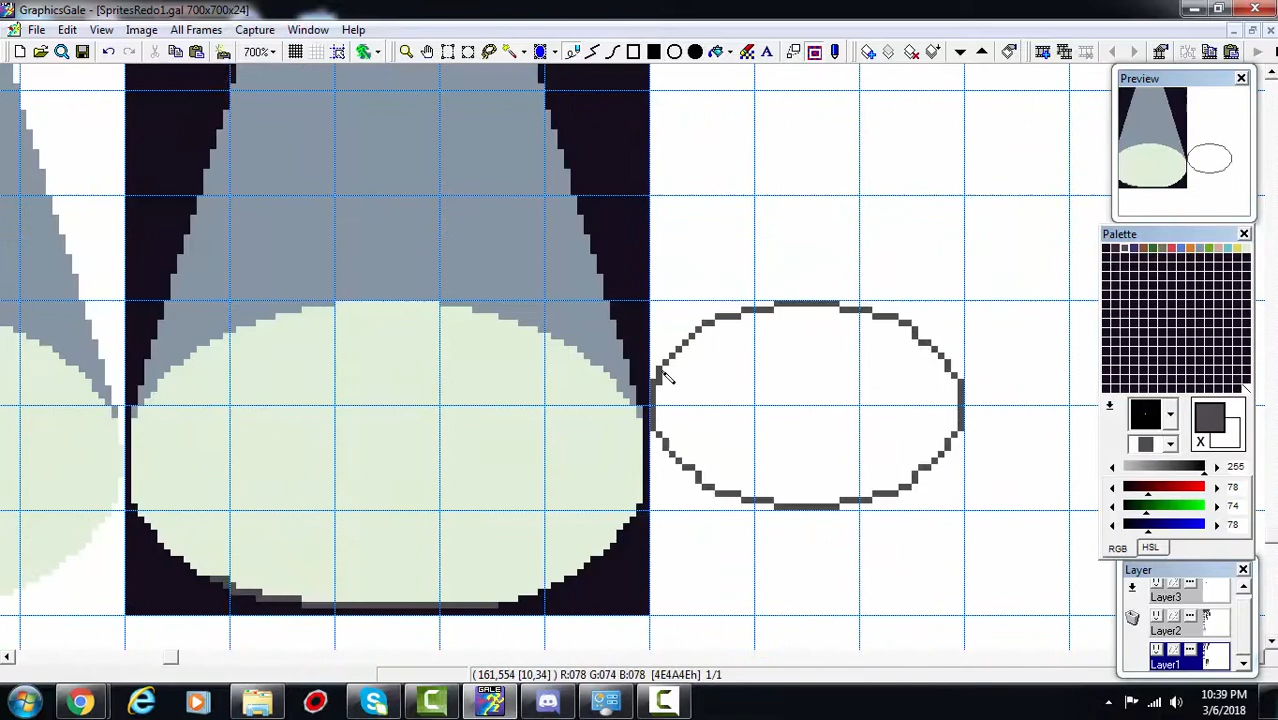 GraphicsGale - [SpritesRedo1.gal 700x700x24]
File Edit View Image All Frames Capture Window Help
700%
A
Preview
Palette
X
255
78
74
78
RGB HSL
Layer
Layer3
Layer2
Layer1
(161,554 [10,34] ) R:078 G:074 B:078 [4E4A4Eh] 1/1
GALE
10:39 PM
3/6/2018